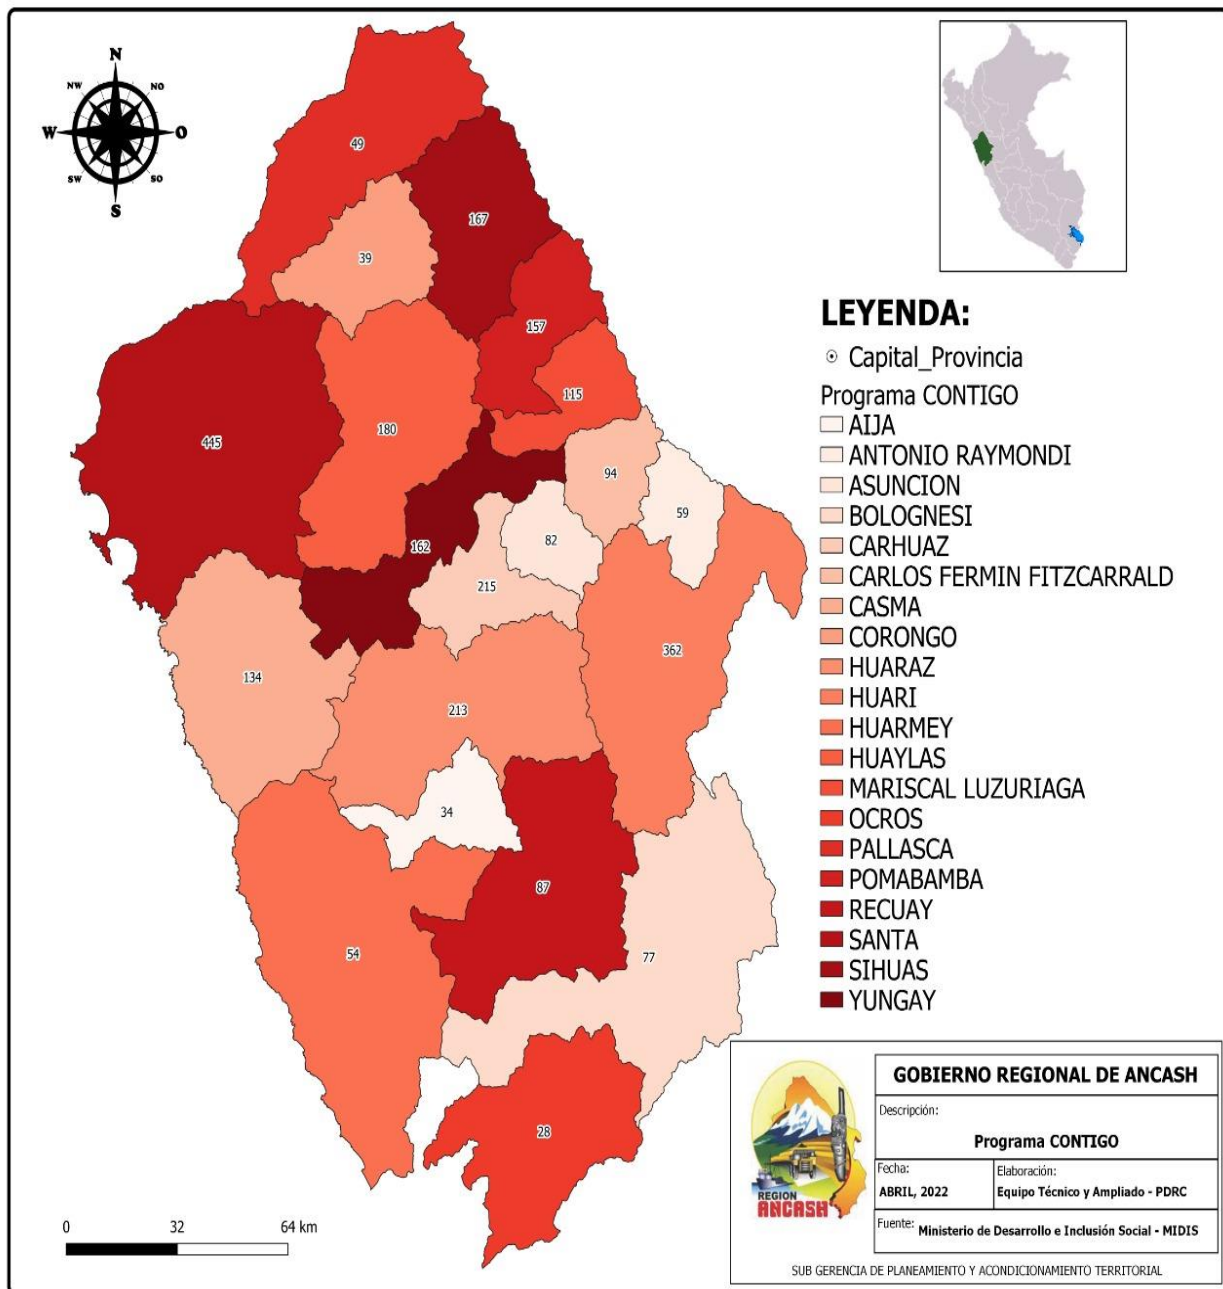 N
NW
NO
W
O
SW
SO
S
49
167
39
157
115
445
180
94
59
162
82
215
134
362
213
34
87
54
77
28
LEYENDA:
Capital_Provincia
Programa CONTIGO
AIJA
ANTONIO RAYMONDI
ASUNCION
BOLOGNESI
CARHUAZ
CARLOS FERMIN FITZCARRALD
CASMA
CORONGO
HUARAZ
HUARI
HUARMEY
HUAYLAS
MARISCAL LUZURIAGA
OCROS
PALLASCA
POMABAMBA
RECUAY
SANTA
SIHUAS
YUNGAY
0 32 64 km
REGION
ANCASH
GOBIERNO REGIONAL DE ANCASH
Descripción:
Programa CONTIGO
Fecha:
ABRIL, 2022
Elaboración:
Equipo Técnico y Ampliado - PDRC
Fuente: Ministerio de Desarrollo e Inclusión Social - MIDIS
SUB GERENCIA DE PLANEAMIENTO Y ACONDICIONAMIENTO TERRITORIAL